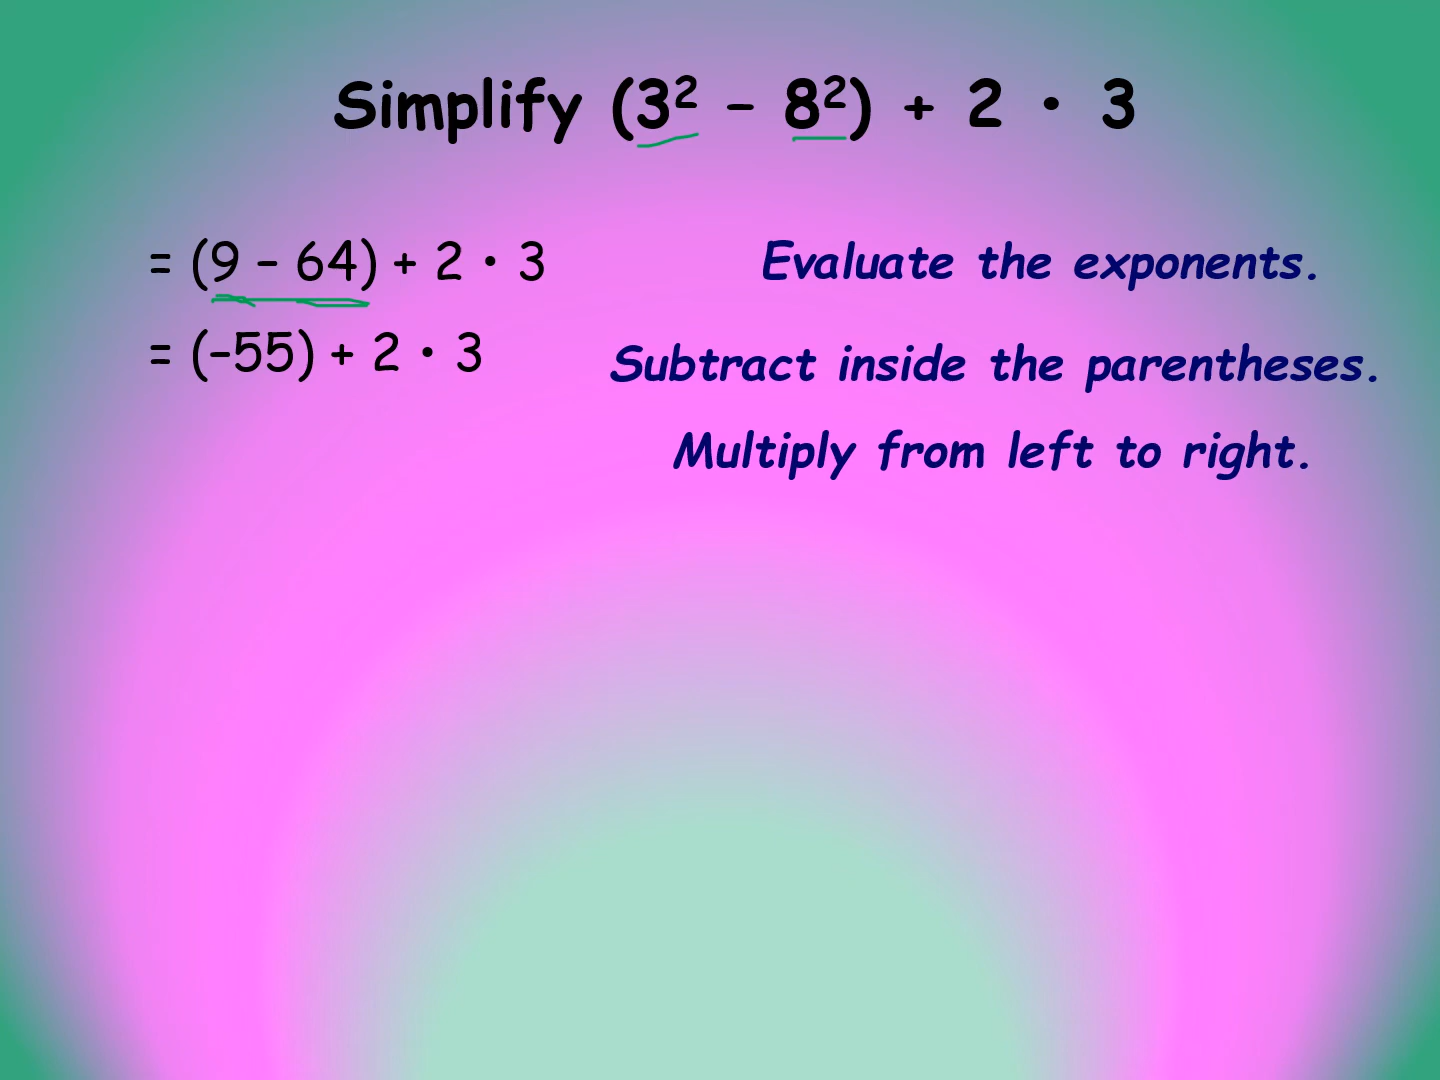 Simplify (3² – 8²) + 2 • 3
= (9 – 64) + 2 • 3
Evaluate the exponents.
= (–55) + 2 • 3
Subtract inside the parentheses.
Multiply from left to right.